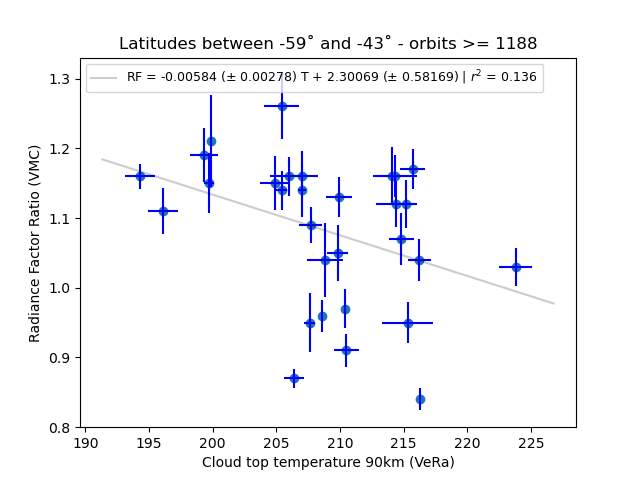 Latitudes between -59° and -43° - orbits >= 1188
RF = -0.00584 (± 0.00278) T + 2.30069 (± 0.58169) | r² = 0.136
Radiance Factor Ratio (VMC)
1.3
1.2
1.1
1.0
0.9
0.8
190 195 200 205 210 215 220 225
Cloud top temperature 90km (VeRa)